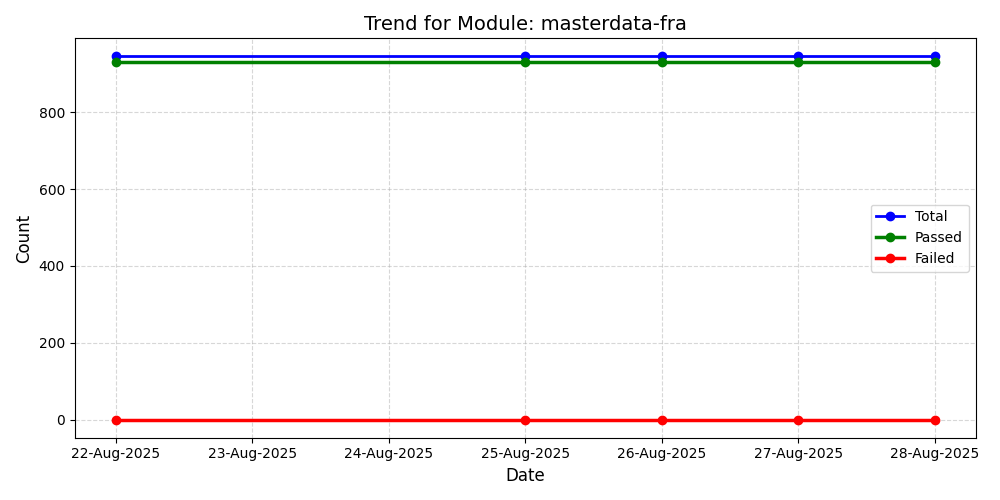 Trend for Module: masterdata-fra
Count
800
600
400
200
0
Total
Passed
Failed
22-Aug-2025
23-Aug-2025
24-Aug-2025
25-Aug-2025
26-Aug-2025
27-Aug-2025
28-Aug-2025
Date